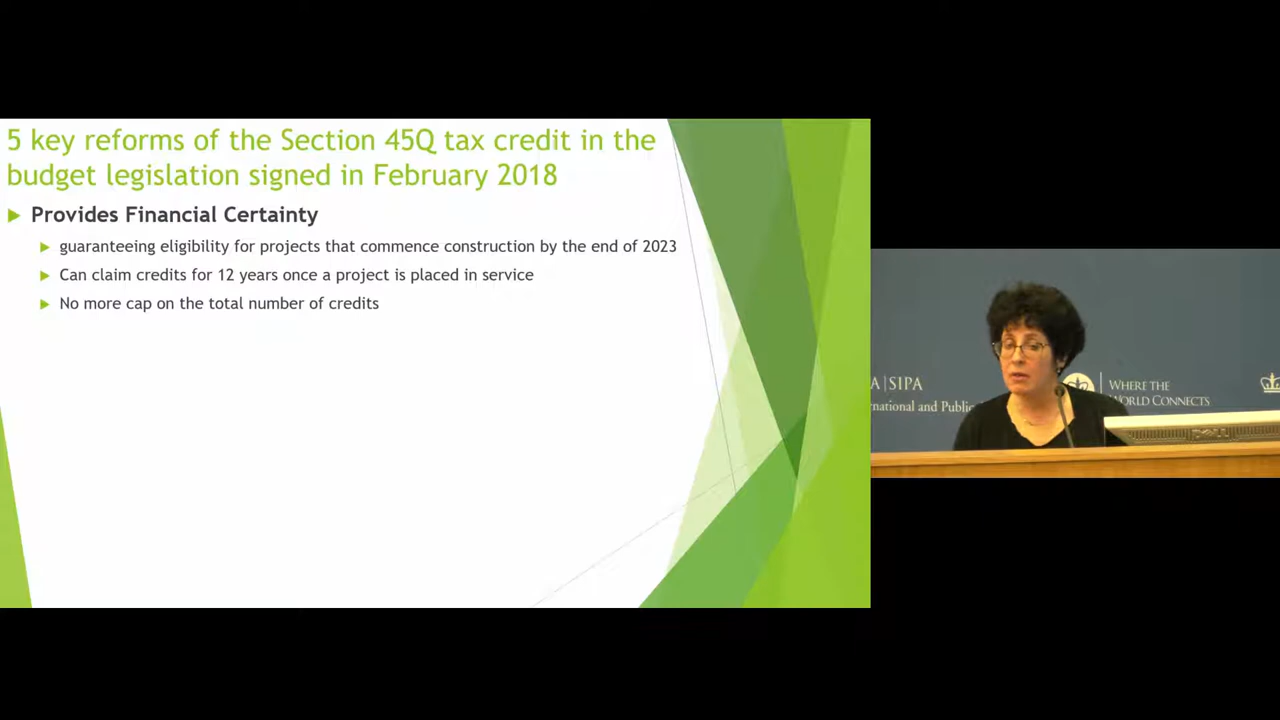 5 key reforms of the Section 45Q tax credit in the
budget legislation signed in February 2018
Provides Financial Certainty
guaranteeing eligibility for projects that commence construction by the end of 2023
Can claim credits for 12 years once a project is placed in service
No more cap on the total number of credits
A | SIPA
WHERE THE
WORLD CONNECTS
DELL